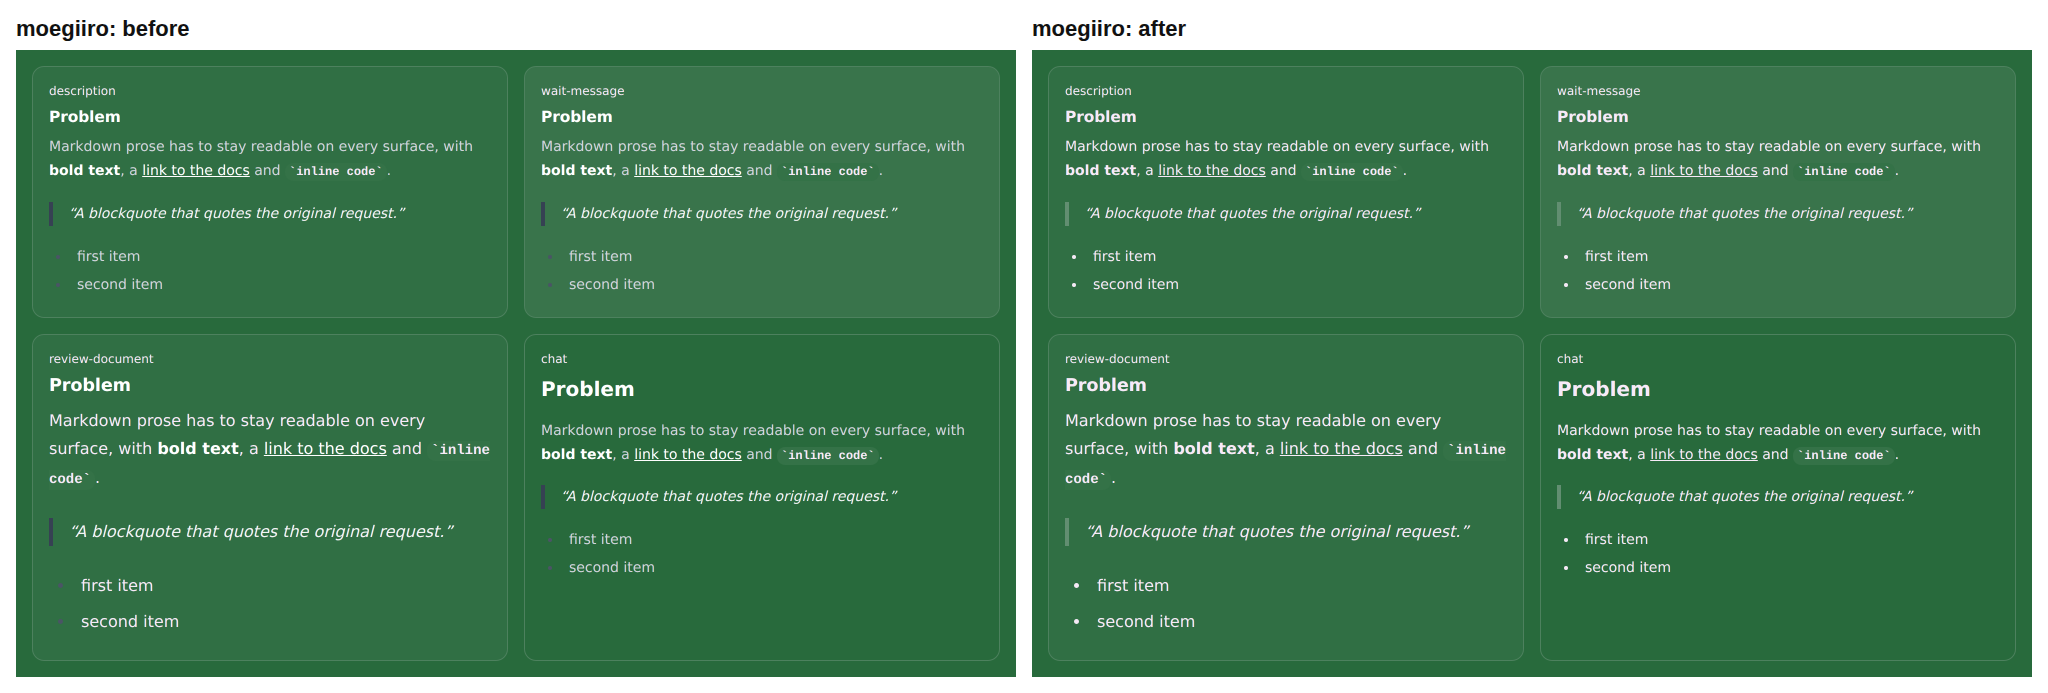 moegiiro: before
description
Problem
Markdown prose has to stay readable on every surface, with
bold text, a link to the docs and `inline code`.
“A blockquote that quotes the original request.”
• first item
• second item
wait-message
Problem
Markdown prose has to stay readable on every surface, with
bold text, a link to the docs and `inline code`.
“A blockquote that quotes the original request.”
• first item
• second item
review-document
Problem
Markdown prose has to stay readable on every
surface, with bold text, a link to the docs and `inline
code`.
“A blockquote that quotes the original request.”
• first item
• second item
chat
Problem
Markdown prose has to stay readable on every surface, with
bold text, a link to the docs and `inline code`.
“A blockquote that quotes the original request.”
• first item
• second item
moegiiro: after
description
Problem
Markdown prose has to stay readable on every surface, with
bold text, a link to the docs and `inline code`.
“A blockquote that quotes the original request.”
• first item
• second item
wait-message
Problem
Markdown prose has to stay readable on every surface, with
bold text, a link to the docs and `inline code`.
“A blockquote that quotes the original request.”
• first item
• second item
review-document
Problem
Markdown prose has to stay readable on every
surface, with bold text, a link to the docs and `inline
code`.
“A blockquote that quotes the original request.”
• first item
• second item
chat
Problem
Markdown prose has to stay readable on every surface, with
bold text, a link to the docs and `inline code`.
“A blockquote that quotes the original request.”
• first item
• second item